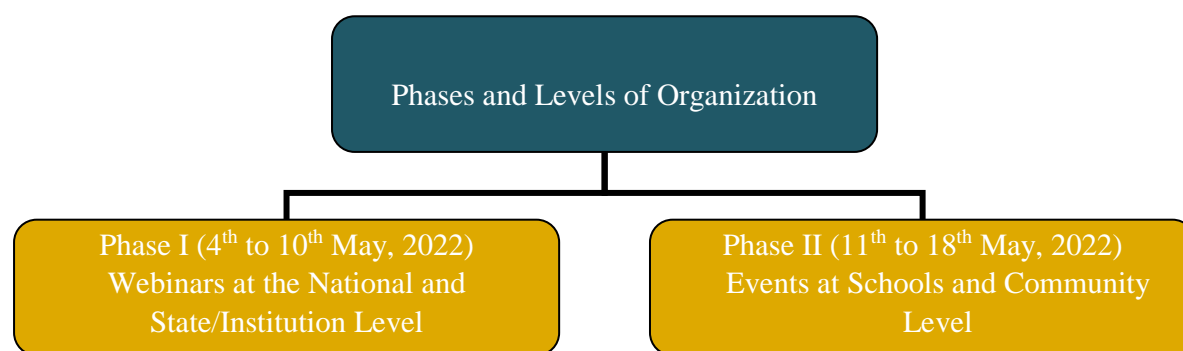 Phases and Levels of Organization
Phase I (4th to 10th May, 2022)
Webinars at the National and
State/Institution Level
Phase II (11th to 18th May, 2022)
Events at Schools and Community
Level